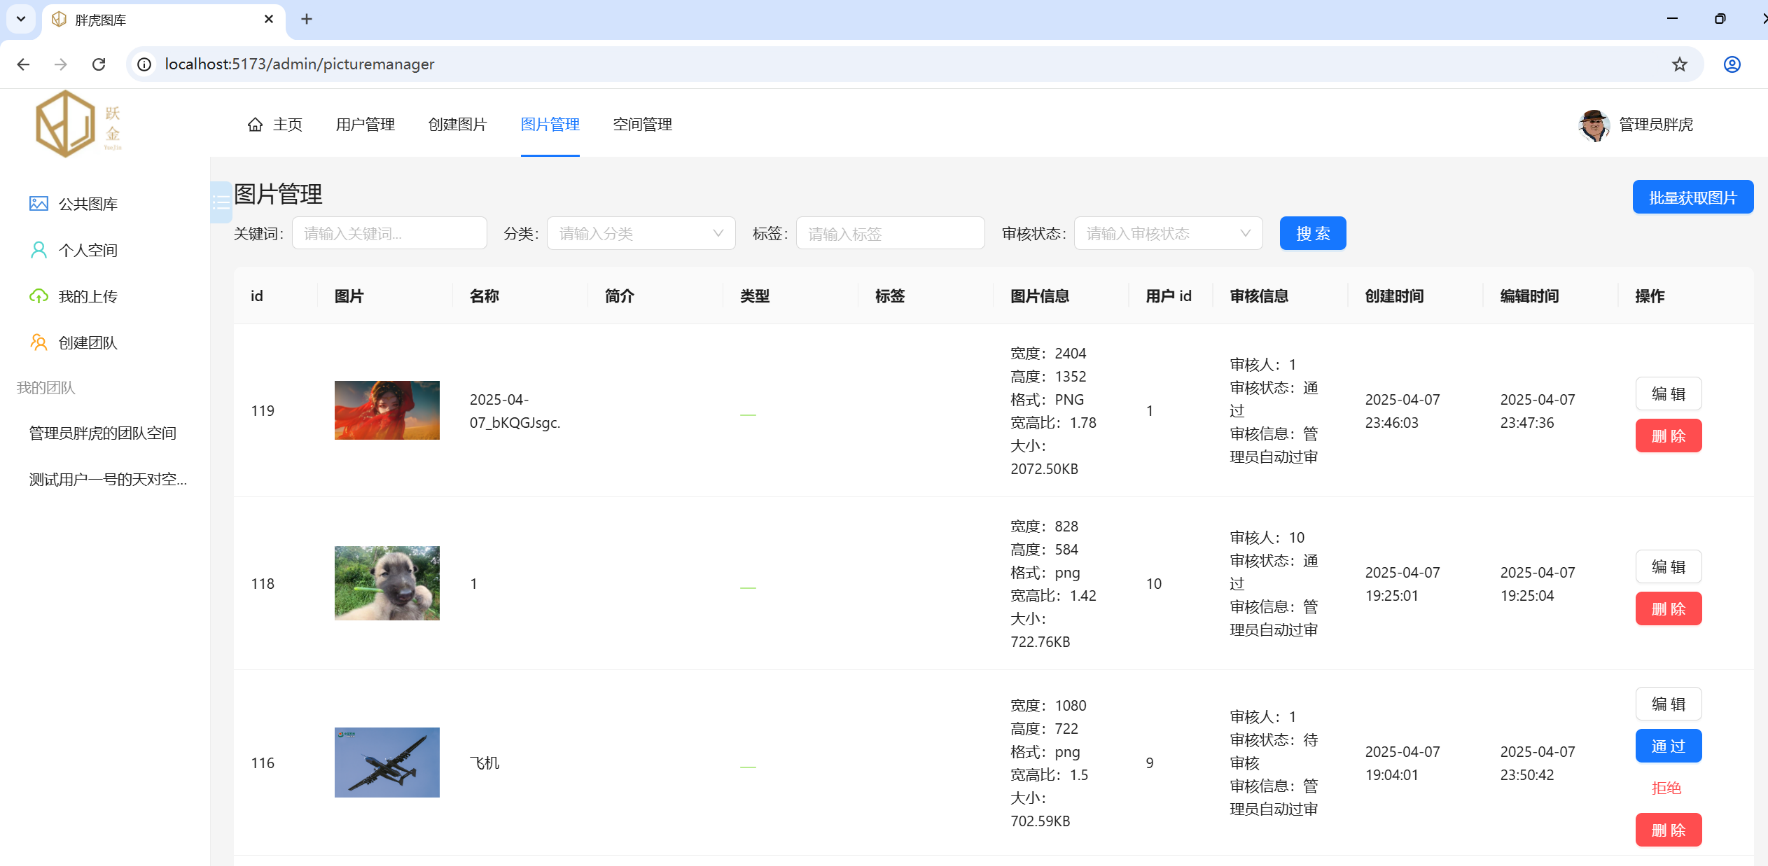 胖虎图库
localhost:5173/admin/picturemanager
跃金
主页 用户管理 创建图片 图片管理 空间管理
管理员胖虎
公共图库
个人空间
我的上传
创建团队
我的团队
管理员胖虎的团队空间
测试用户一号的天对空...
图片管理
批量获取图片
关键词: 请输入关键词... 分类: 请输入分类 标签: 请输入标签 审核状态: 请输入审核状态 搜索
id 图片 名称 简介 类型 标签 图片信息 用户 id 审核信息 创建时间 编辑时间 操作
119
2025-04-
07_bKQGJsgc.
宽度：2404
高度：1352
格式：PNG
宽高比：1.78
大小：
2072.50KB
1
审核人：1
审核状态：通
过
审核信息：管
理员自动过审
2025-04-07
23:46:03
2025-04-07
23:47:36
编辑
删除
118
1
宽度：828
高度：584
格式：png
宽高比：1.42
大小：
722.76KB
10
审核人：10
审核状态：通
过
审核信息：管
理员自动过审
2025-04-07
19:25:01
2025-04-07
19:25:04
编辑
删除
116
飞机
宽度：1080
高度：722
格式：png
宽高比：1.5
大小：
702.59KB
9
审核人：1
审核状态：待
审核
审核信息：管
理员自动过审
2025-04-07
19:04:01
2025-04-07
23:50:42
编辑
通过
拒绝
删除